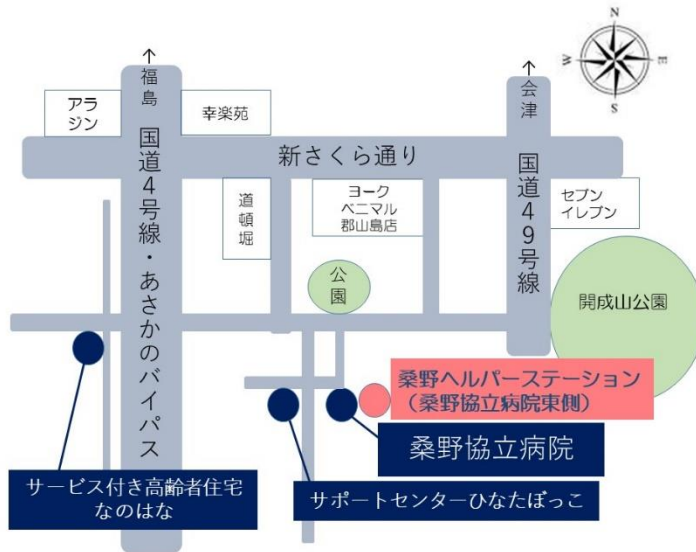 N
W
E
S
↑福島
国道4号線・あさかのバイパス
↑会津
国道49号線
アラ
ジン
幸楽苑
新さくら通り
道頓堀
ヨーク
ベニマル
郡山島店
セブン
イレブン
公園
開成山公園
桑野ヘルパーステーション
（桑野協立病院東側）
桑野協立病院
サービス付き高齢者住宅
なのはな
サポートセンターひなたぼっこ